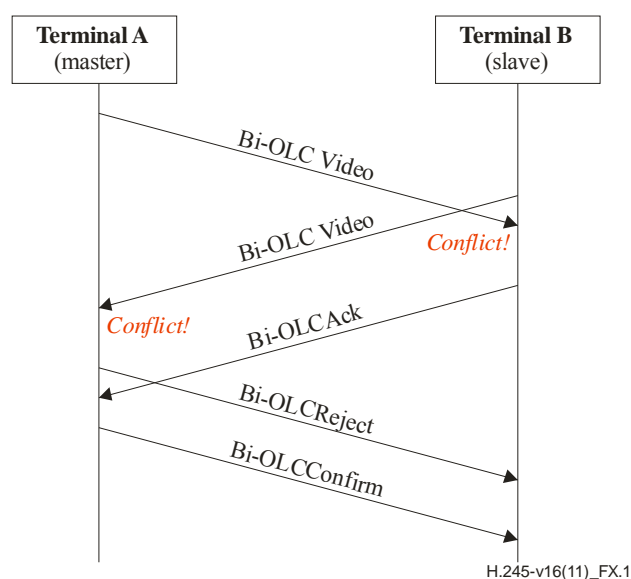 Terminal A
(master)
Terminal B
(slave)
Bi-OLC Video
Bi-OLC Video
Conflict!
Conflict!
Bi-OLCAck
Bi-OLCReject
Bi-OLCConfirm
H.245-v16(11)_FX.1